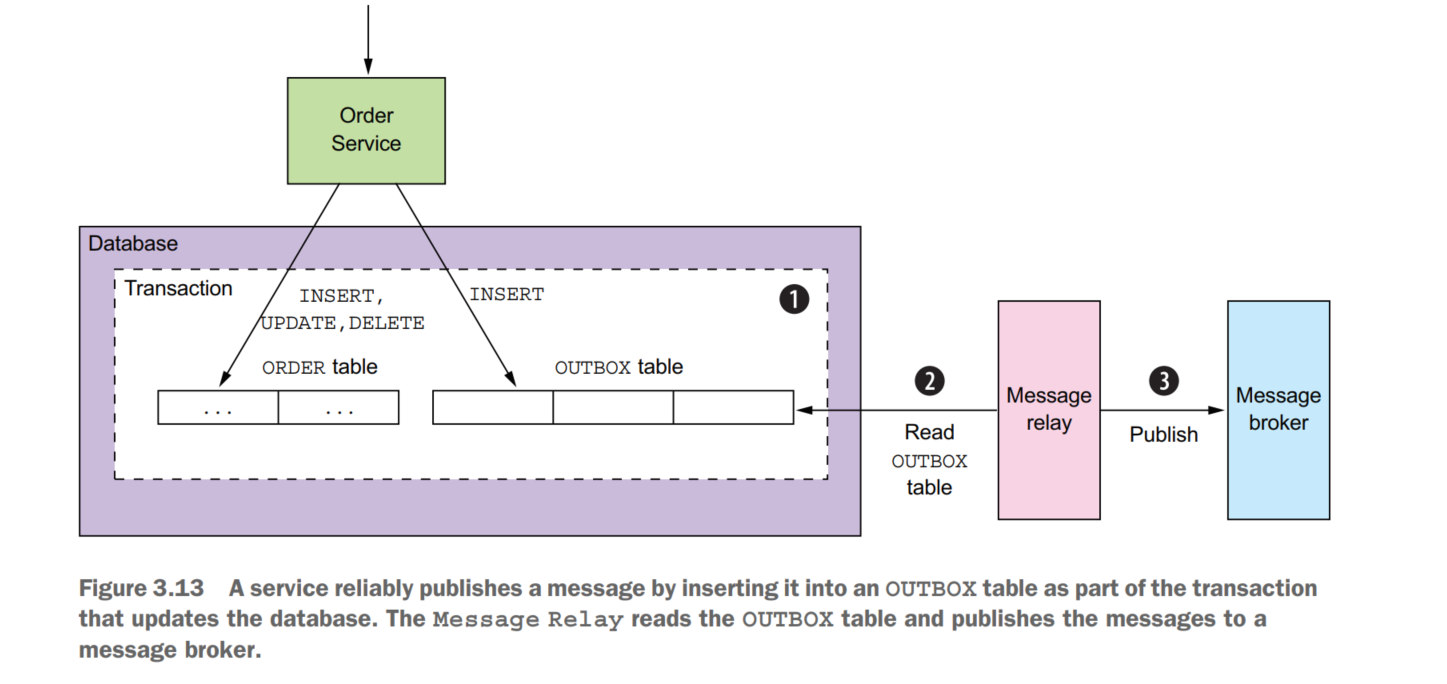 Order
Service
Database
Transaction
INSERT,
UPDATE,DELETE
INSERT
1
ORDER table
OUTBOX table
... ...
2
Read
OUTBOX
table
Message
relay
3
Publish
Message
broker
Figure 3.13 A service reliably publishes a message by inserting it into an OUTBOX table as part of the transaction
that updates the database. The Message Relay reads the OUTBOX table and publishes the messages to a
message broker.